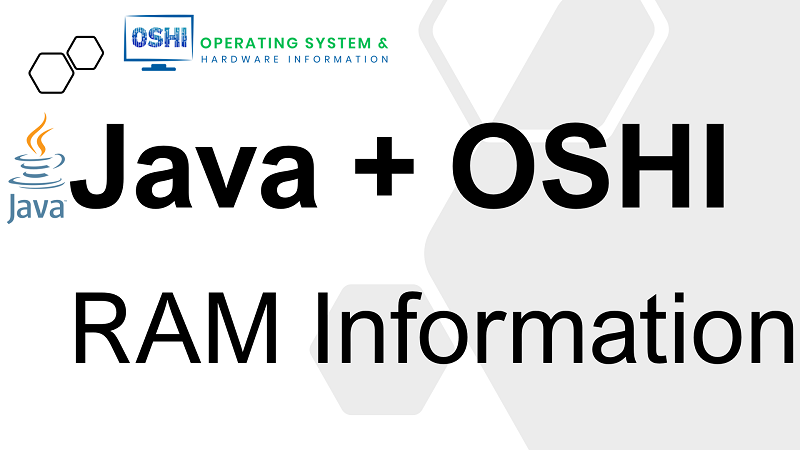 OSHI OPERATING SYSTEM &
HARDWARE INFORMATION
Java + OSHI
Java
RAM Information